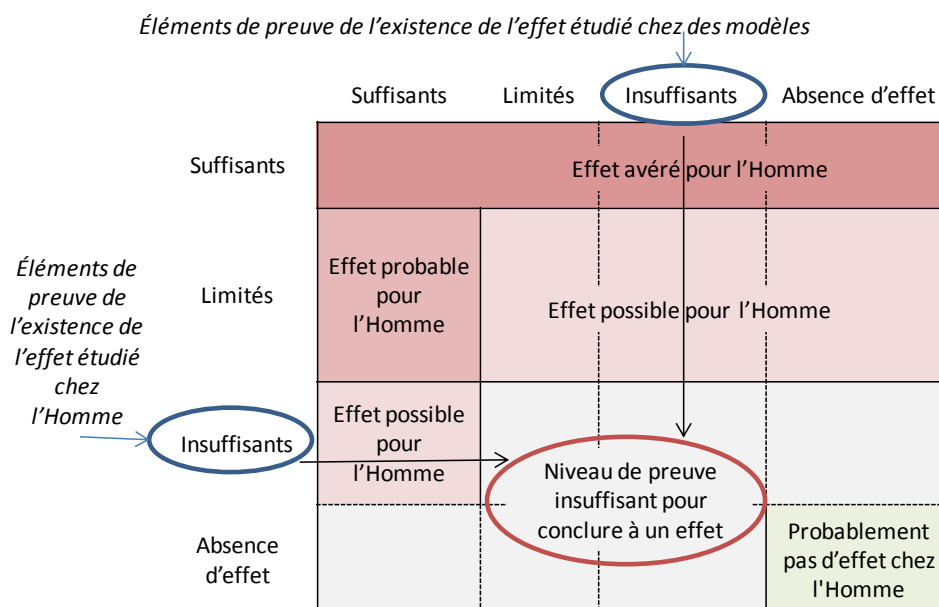 Éléments de preuve de l'existence de l'effet étudié chez des modèles
Suffisants
Limités
Insuffisants
Absence d'effet
Suffisants
Effet avéré pour l'Homme
Éléments de
preuve de
l'existence de
l'effet étudié
chez
l'Homme
Limités
Effet probable
pour
l'Homme
Effet possible pour l'Homme
Insuffisants
Effet possible
pour
l'Homme
Niveau de preuve
insuffisant pour
conclure à un effet
Absence
d'effet
Probablement
pas d'effet chez
l'Homme